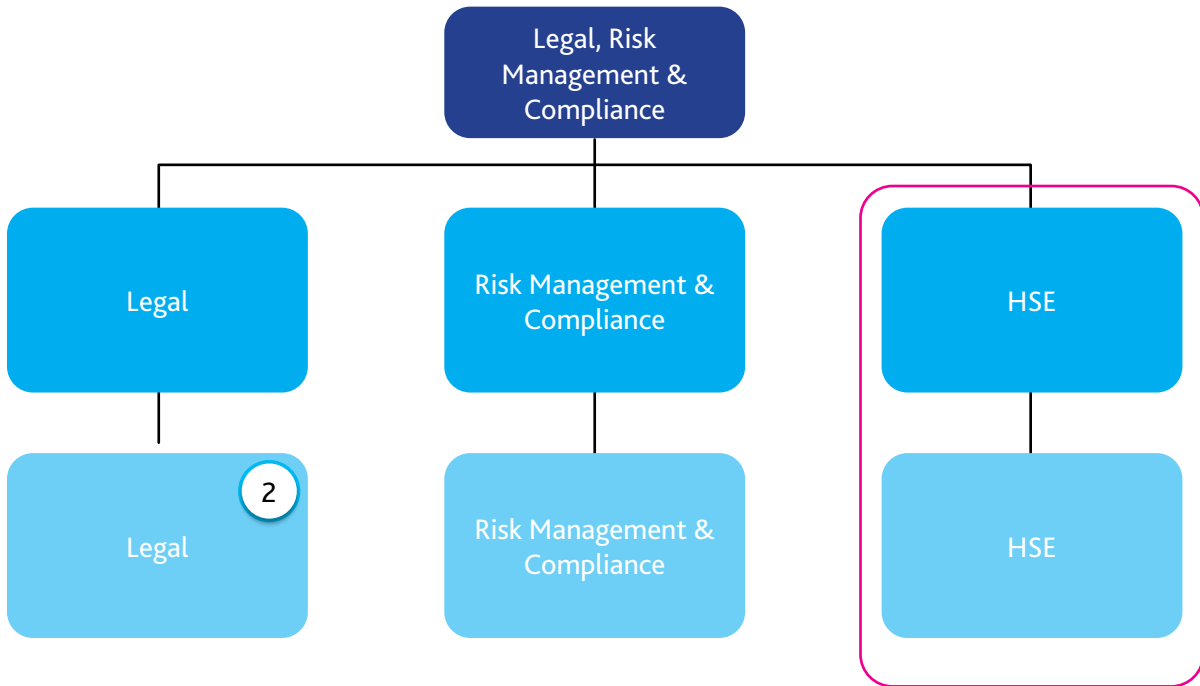 Legal, Risk
Management &
Compliance
Legal
Risk Management &
Compliance
HSE
2
Legal
Risk Management &
Compliance
HSE